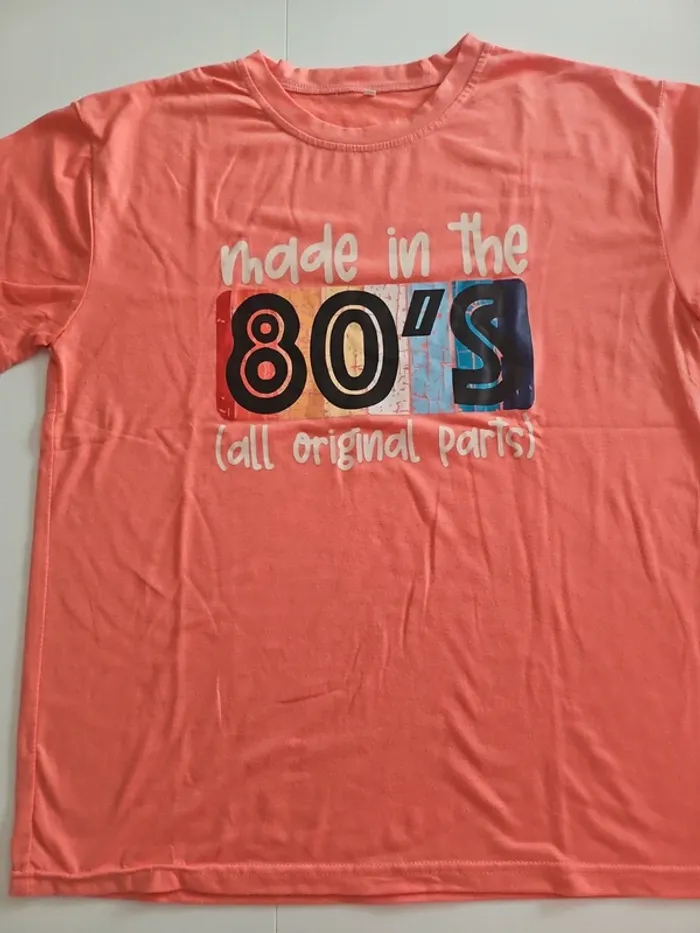 made in the
80's
(all original parts)